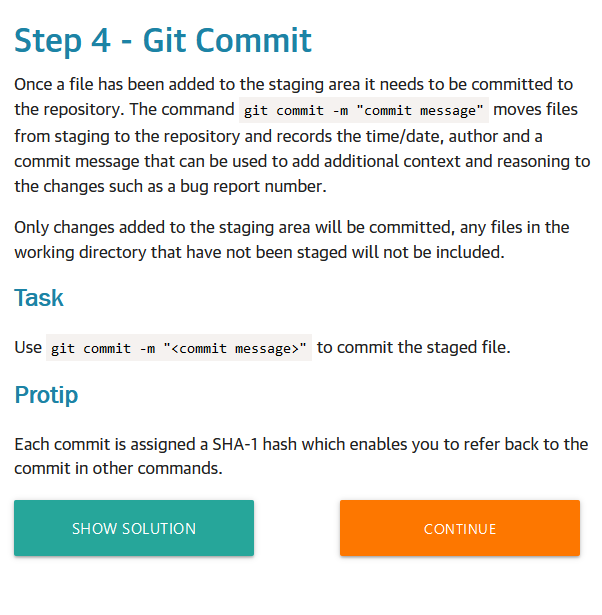 Step 4 - Git Commit
Once a file has been added to the staging area it needs to be committed to
the repository. The command git commit -m "commit message" moves files
from staging to the repository and records the time/date, author and a
commit message that can be used to add additional context and reasoning to
the changes such as a bug report number.
Only changes added to the staging area will be committed, any files in the
working directory that have not been staged will not be included.
Task
Use git commit -m "<commit message>" to commit the staged file.
Protip
Each commit is assigned a SHA-1 hash which enables you to refer back to the
commit in other commands.
SHOW SOLUTION
CONTINUE